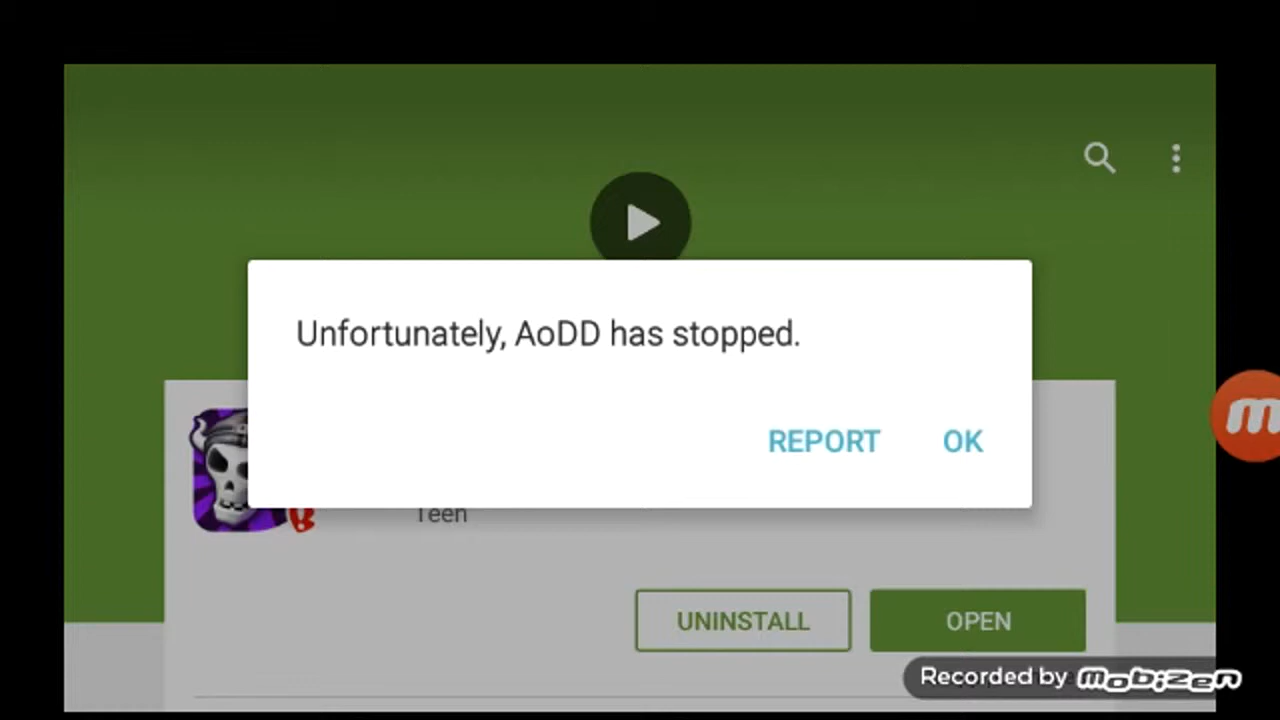 Unfortunately, AoDD has stopped.
REPORT OK
Teen
UNINSTALL OPEN
Recorded by mobizen